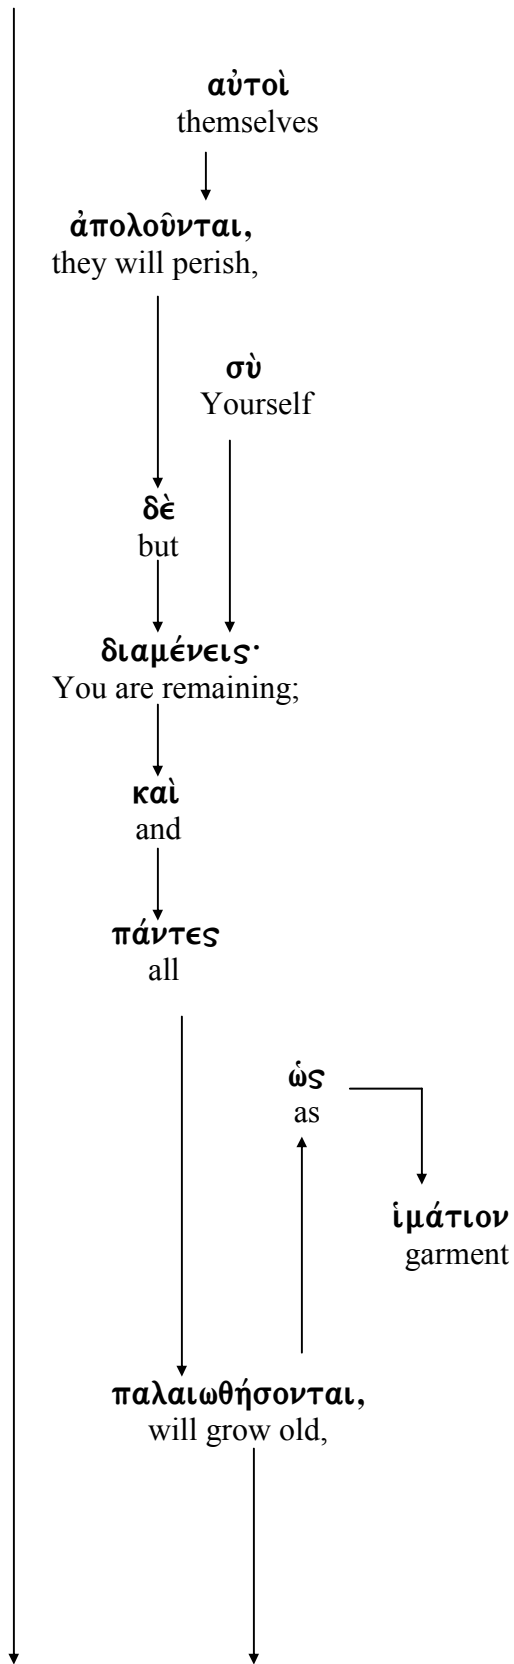 αὐτοὶ
themselves
ἀπολοῦνται,
they will perish,
σὺ
Yourself
δὲ
but
διαμένεις·
You are remaining;
καὶ
and
πάντες
all
ὡς
as
ἱμάτιον
garment
παλαιωθήσονται,
will grow old,